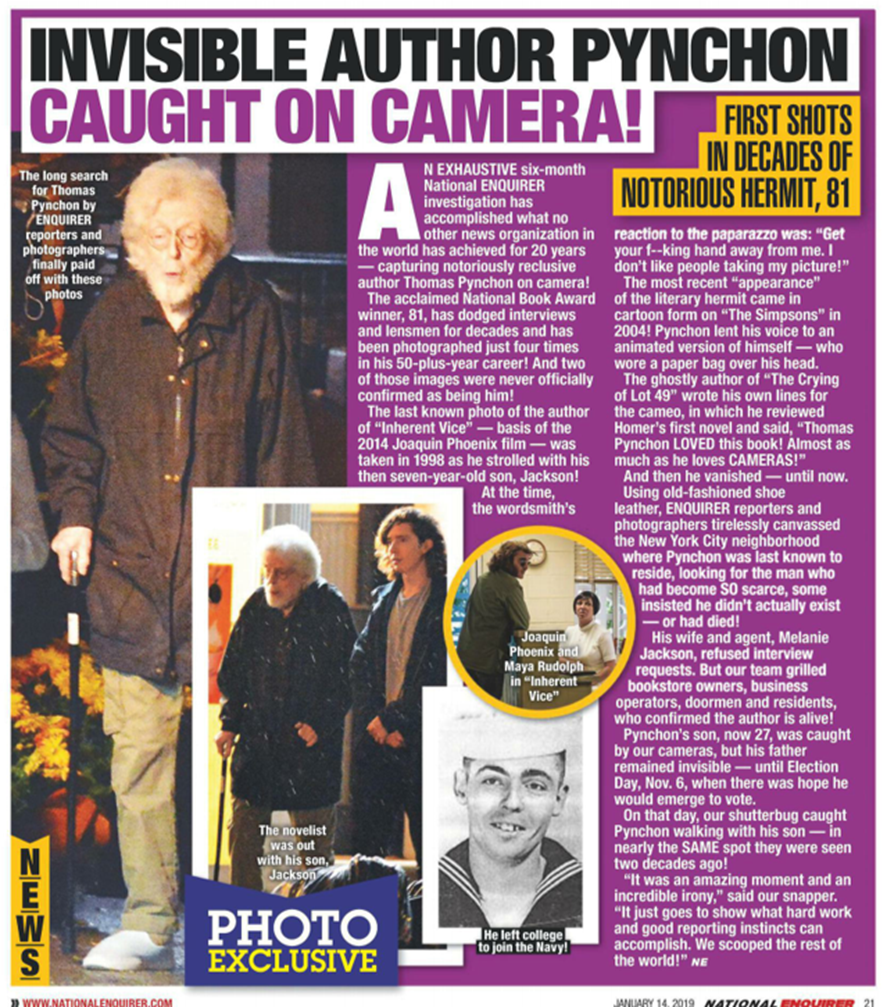 INVISIBLE AUTHOR PYNCHON
CAUGHT ON CAMERA!
FIRST SHOTS
IN DECADES OF
NOTORIOUS HERMIT, 81
The long search
for Thomas
Pynchon by
ENQUIRER
reporters and
photographers
finally paid
off with these
photos
AN EXHAUSTIVE six-month
National ENQUIRER
investigation has
accomplished what no
other news organization in
the world has achieved for 20 years
— capturing notoriously reclusive
author Thomas Pynchon on camera!
The acclaimed National Book Award
winner, 81, has dodged interviews
and lensmen for decades and has
been photographed just four times
in his 50-plus-year career! And two
of those images were never officially
confirmed as being him!
The last known photo of the author
of “Inherent Vice” — basis of the
2014 Joaquin Phoenix film — was
taken in 1998 as he strolled with his
then seven-year-old son, Jackson!
At the time,
the wordsmith’s
reaction to the paparazzo was: “Get
your f--king hand away from me. I
don’t like people taking my picture!”
The most recent “appearance”
of the literary hermit came in
cartoon form on “The Simpsons” in
2004! Pynchon lent his voice to an
animated version of himself — who
wore a paper bag over his head.
The ghostly author of “The Crying
of Lot 49” wrote his own lines for
the cameo, in which he reviewed
Homer’s first novel and said, “Thomas
Pynchon LOVED this book! Almost as
much as he loves CAMERAS!”
And then he vanished — until now.
Using old-fashioned shoe
leather, ENQUIRER reporters and
photographers tirelessly canvassed
the New York City neighborhood
where Pynchon was last known to
reside, looking for the man who
had become SO scarce, some
insisted he didn’t actually exist
— or had died!
His wife and agent, Melanie
Jackson, refused interview
requests. But our team grilled
bookstore owners, business
operators, doormen and residents,
who confirmed the author is alive!
Pynchon’s son, now 27, was caught
by our cameras, but his father
remained invisible — until Election
Day, Nov. 6, when there was hope he
would emerge to vote.
On that day, our shutterbug caught
Pynchon walking with his son — in
nearly the SAME spot they were seen
two decades ago!
“It was an amazing moment and an
incredible irony,” said our snapper.
“It just goes to show what hard work
and good reporting instincts can
accomplish. We scooped the rest of
the world!” NE
Joaquin
Phoenix and
Maya Rudolph
in “Inherent
Vice”
The novelist
was out
with his son,
Jackson
He left college
to join the Navy!
PHOTO
EXCLUSIVE
NEWS
WWW.NATIONALENQUIRER.COM
JANUARY 14, 2019 NATIONAL ENQUIRER 21